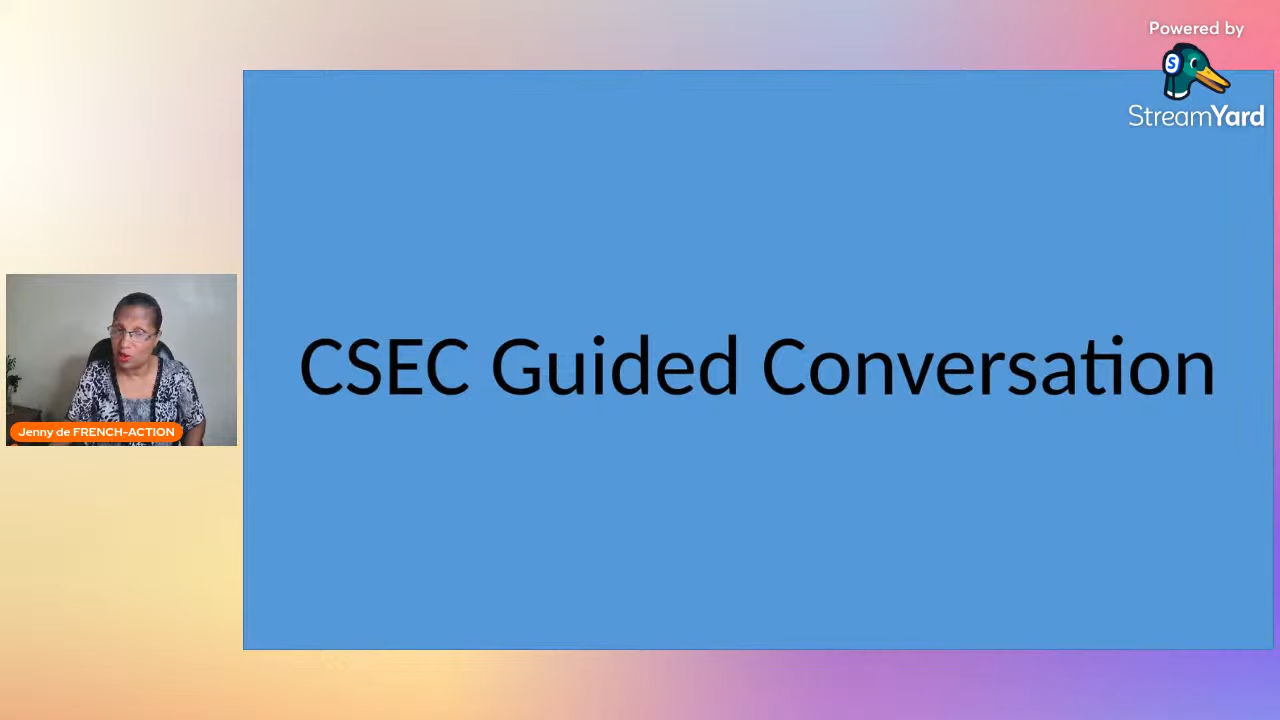 Powered by
S
StreamYard
CSEC Guided Conversation
Jenny de FRENCH-ACTION